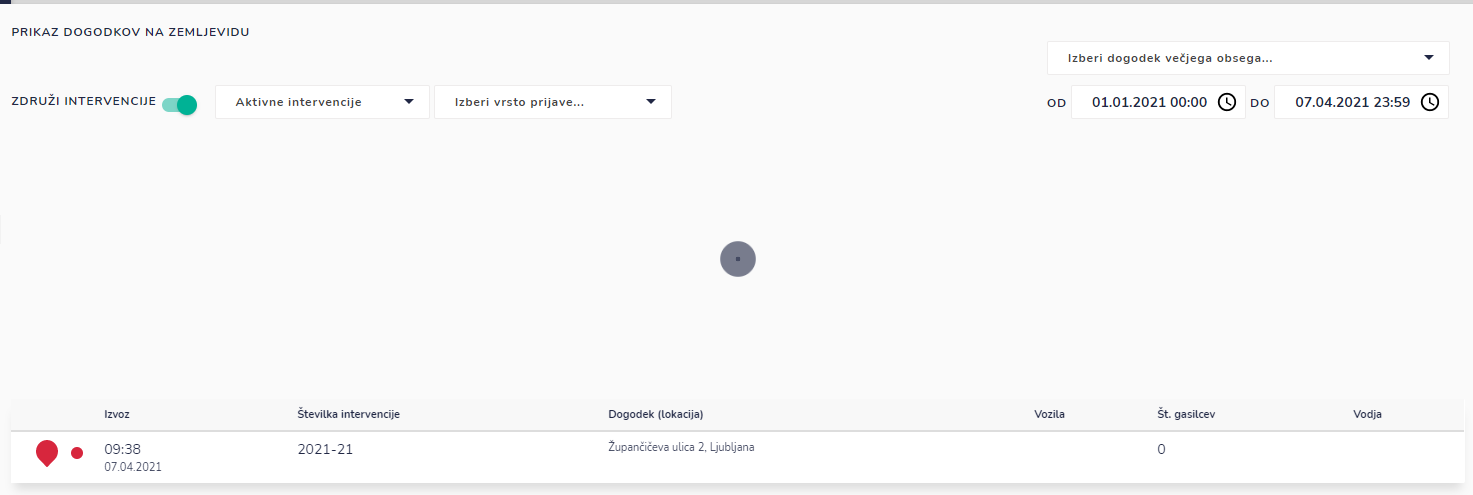 PRIKAZ DOGODKOV NA ZEMLJEVIDU
Izberi dogodek večjega obsega...
ZDRUŽI INTERVENCIJE Aktivne intervencije Izberi vrsto prijave... OD 01.01.2021 00:00 DO 07.04.2021 23:59
Izvoz Številka intervencije Dogodek (lokacija) Vozila Št. gasilcev Vodja
09:38 2021-21 Župančičeva ulica 2, Ljubljana 0
07.04.2021